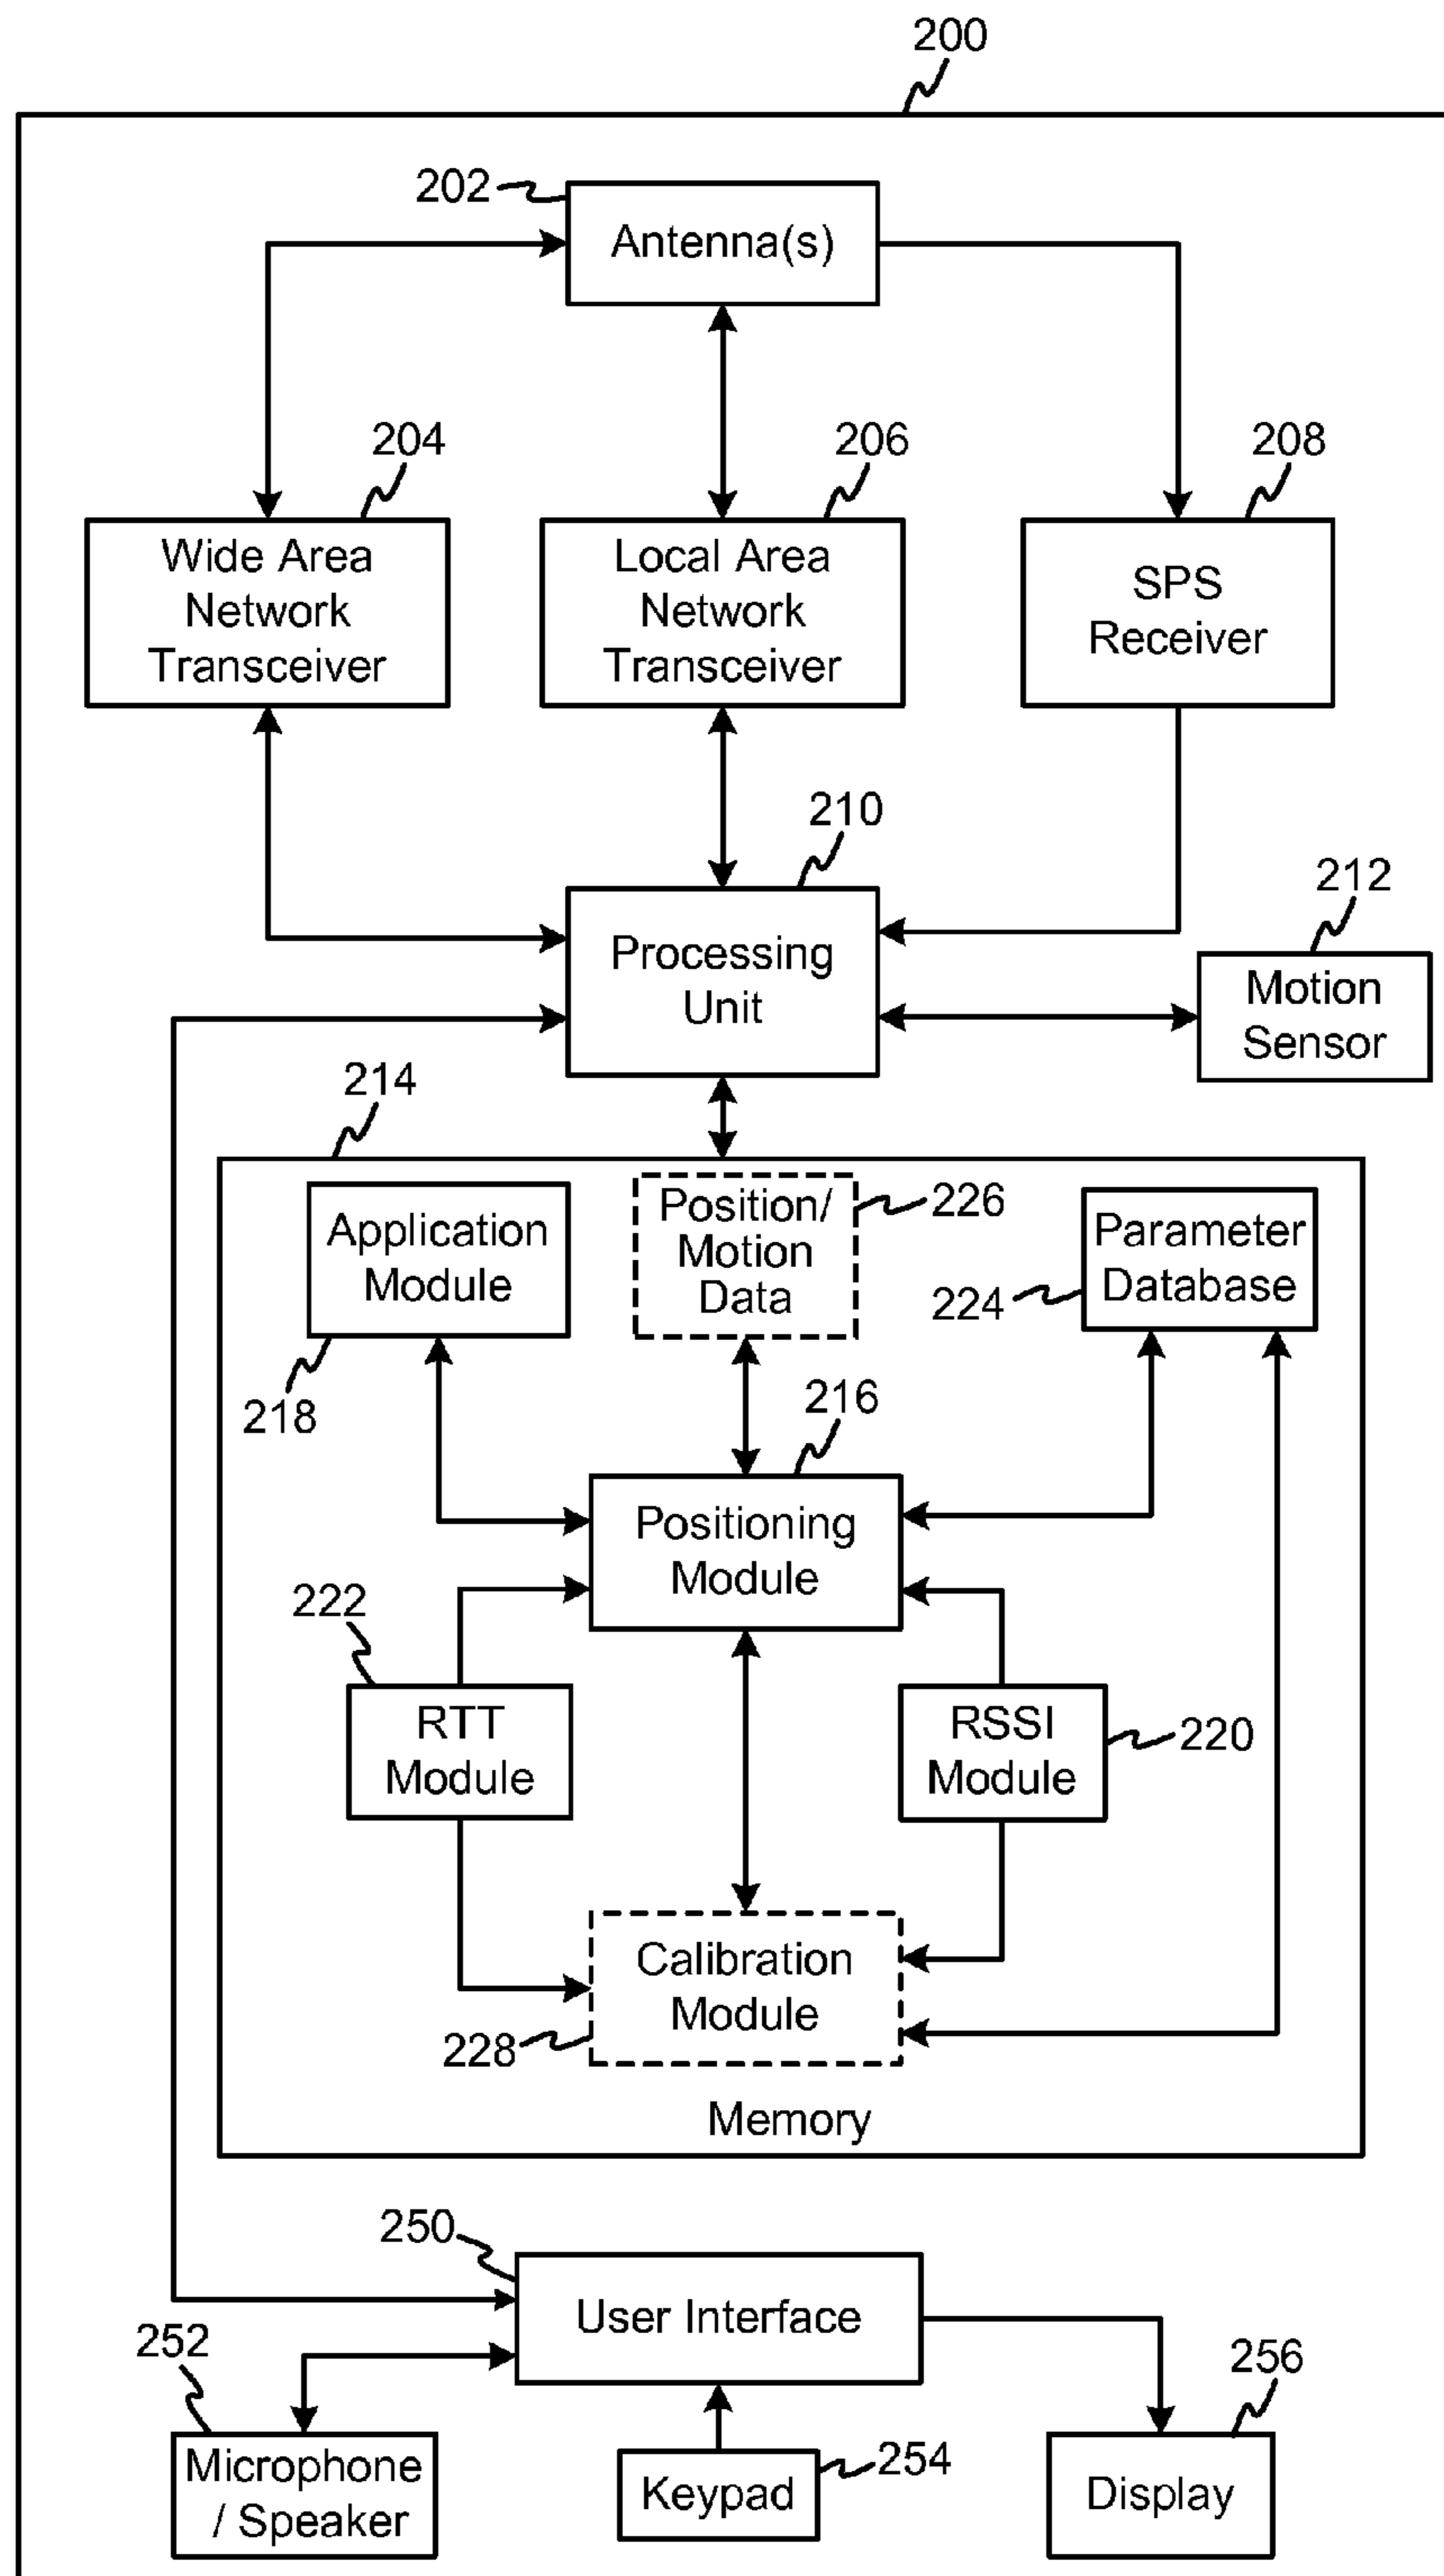 200
202
Antenna(s)
204
206
208
Wide Area
Network
Transceiver
Local Area
Network
Transceiver
SPS
Receiver
210
212
Processing
Unit
Motion
Sensor
214
Application
Module
Position/
Motion
Data
226
Parameter
Database
224
218
216
Positioning
Module
222
RTT
Module
RSSI
Module
220
Calibration
Module
228
Memory
250
User Interface
252
256
Microphone
/ Speaker
Keypad
254
Display